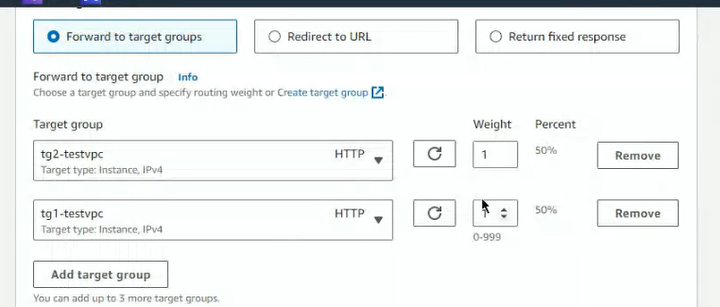 Forward to target groups
Redirect to URL
Return fixed response
Forward to target group Info
Choose a target group and specify routing weight or Create target group
Target group Weight Percent
tg2-testvpc HTTP 1 50% Remove
Target type: Instance, IPv4
tg1-testvpc HTTP 1 50% Remove
Target type: Instance, IPv4
0-999
Add target group
You can add up to 3 more target groups.